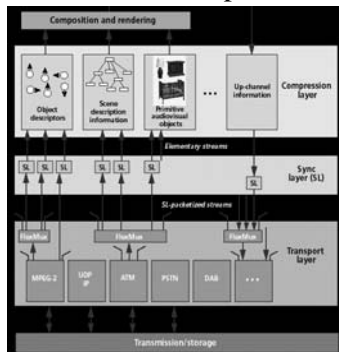 Composition and rendering
Object
descriptors
Scene
description
information
Primitive
audiovisual
objects
...
Up-channel
information
Compression
layer
Elementary streams
SL SL SL
SL SL SL
SL
Sync
layer (SL)
SL-packetized streams
FlexMux
FlexMux
FlexMux
Transport
layer
MPEG-2
UDP
IP
ATM
PSTN
DAB
...
Transmission/storage